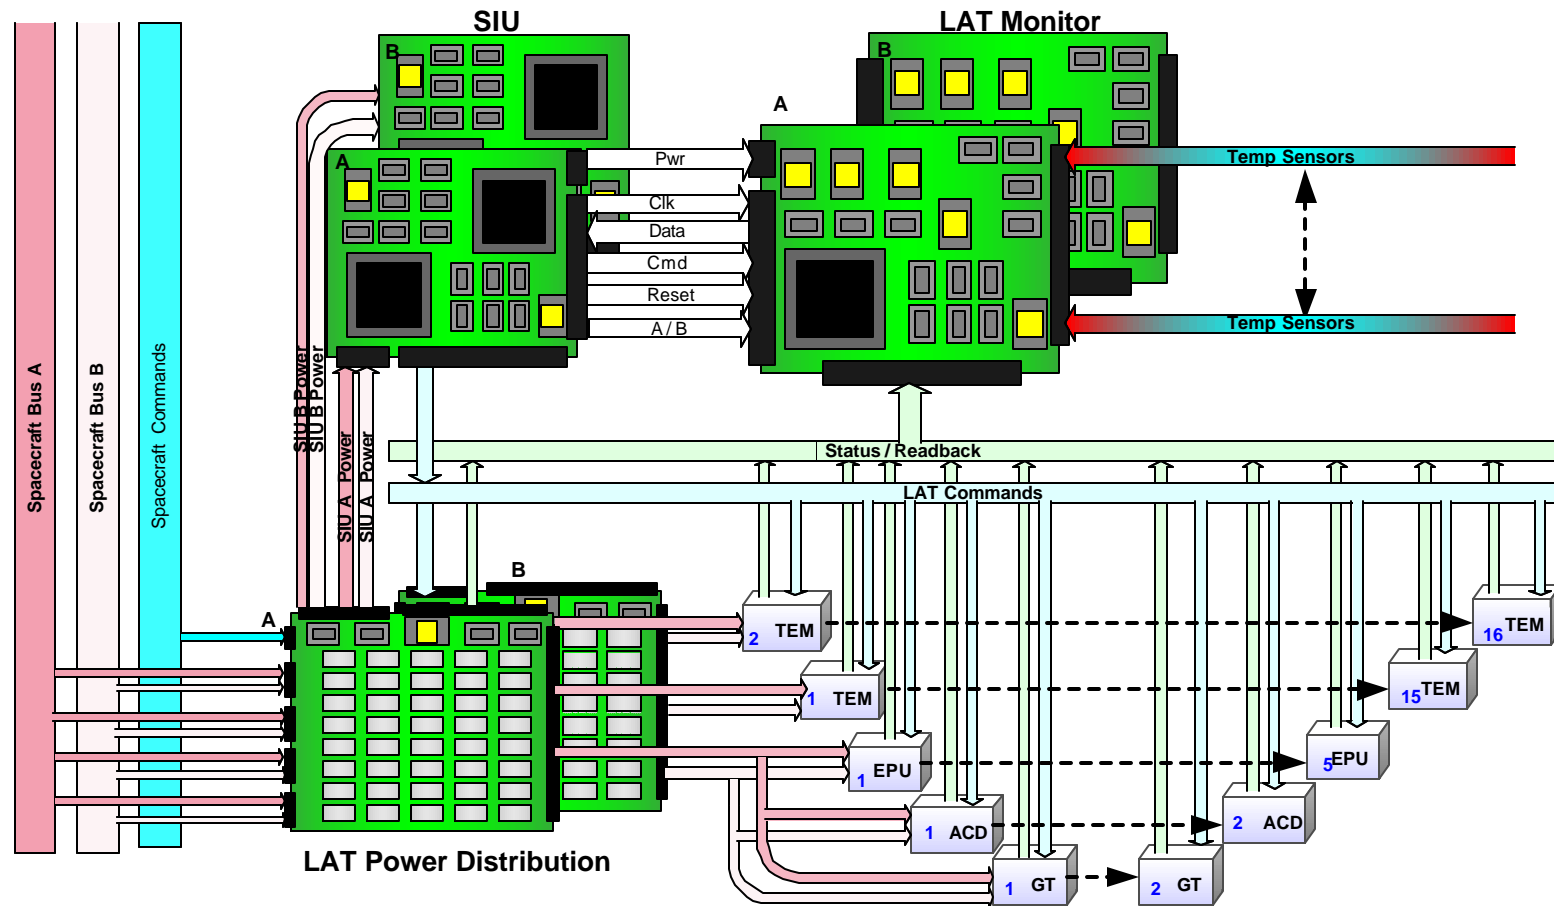 SIU
LAT Monitor
B
B
A
A
Pwr
Clk
Data
Cmd
Reset
A / B
Temp Sensors
Temp Sensors
Spacecraft Bus A
Spacecraft Bus B
Spacecraft Commands
SIU B Power
SIU B Power
SIU A Power
SIU A Power
Status / Readback
LAT Commands
B
A
2 TEM
16 TEM
1 TEM
15 TEM
1 EPU
5 EPU
1 ACD
2 ACD
1 GT
2 GT
LAT Power Distribution